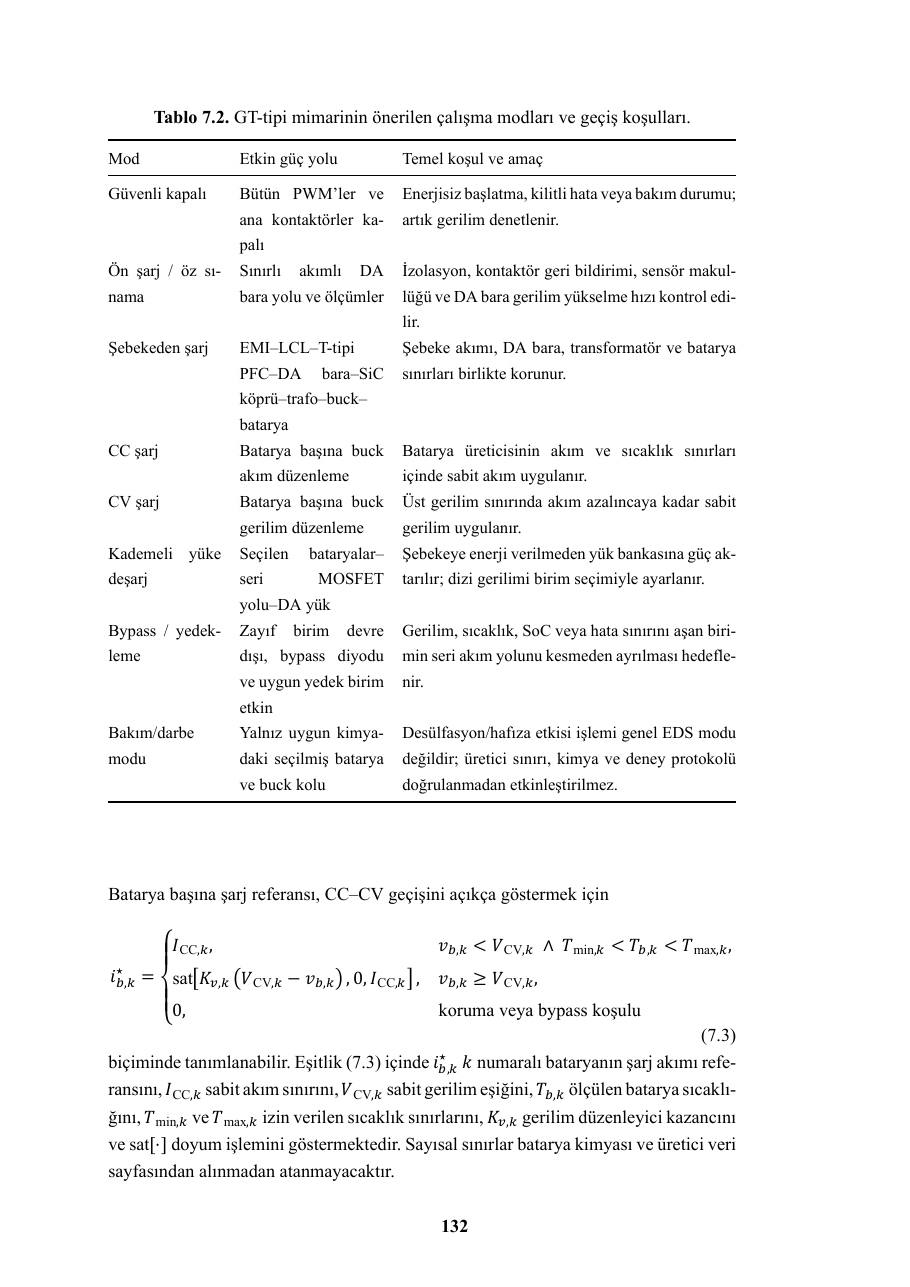 Tablo 7.2. GT-tipi mimarinin önerilen çalışma modları ve geçiş koşulları.
Mod Etkin güç yolu Temel koşul ve amaç
Güvenli kapalı Bütün PWM’ler ve Enerjisiz başlatma, kilitli hata veya bakım durumu;
ana kontaktörler ka- artık gerilim denetlenir.
palı
Ön şarj / öz sı- Sınırlı akımlı DA İzolasyon, kontaktör geri bildirimi, sensör makul-
nama bara yolu ve ölçümler lüğü ve DA bara gerilim yükselme hızı kontrol edi-
lir.
Şebekeden şarj EMI–LCL–T-tipi Şebeke akımı, DA bara, transformatör ve batarya
PFC–DA bara–SiC sınırları birlikte korunur.
köprü–trafo–buck–
batarya
CC şarj Batarya başına buck Batarya üreticisinin akım ve sıcaklık sınırları
akım düzenleme içinde sabit akım uygulanır.
CV şarj Batarya başına buck Üst gerilim sınırında akım azalıncaya kadar sabit
gerilim düzenleme gerilim uygulanır.
Kademeli yüke Seçilen bataryalar– Şebekeye enerji verilmeden yük bankasına güç ak-
deşarj seri MOSFET tarılır; dizi gerilimi birim seçimiyle ayarlanır.
yolu–DA yük
Bypass / yedek- Zayıf birim devre Gerilim, sıcaklık, SoC veya hata sınırını aşan biri-
leme dışı, bypass diyodu min seri akım yolunu kesmeden ayrılması hedefle-
ve uygun yedek birim nir.
etkin
Bakım/darbe Yalnız uygun kimya- Desülfasyon/hafıza etkisi işlemi genel EDS modu
modu daki seçilmiş batarya değildir; üretici sınırı, kimya ve deney protokolü
ve buck kolu doğrulanmadan etkinleştirilmez.
Batarya başına şarj referansı, CC–CV geçişini açıkça göstermek için
I_{CC,k}, v_{b,k} < V_{CV,k} ∧ T_{min,k} < T_{b,k} < T_{max,k},
i^⋆_{b,k} = { sat[K_{v,k} (V_{CV,k} − v_{b,k}), 0, I_{CC,k}], v_{b,k} ≥ V_{CV,k},
0, koruma veya bypass koşulu
(7.3)
biçiminde tanımlanabilir. Eşitlik (7.3) içinde i^⋆_{b,k} k numaralı bataryanın şarj akımı refe-
ransını, I_{CC,k} sabit akım sınırını, V_{CV,k} sabit gerilim eşiğini, T_{b,k} ölçülen batarya sıcaklı-
ğını, T_{min,k} ve T_{max,k} izin verilen sıcaklık sınırlarını, K_{v,k} gerilim düzenleyici kazancını
ve sat[·] doyum işlemini göstermektedir. Sayısal sınırlar batarya kimyası ve üretici veri
sayfasından alınmadan atanmayacaktır.
132